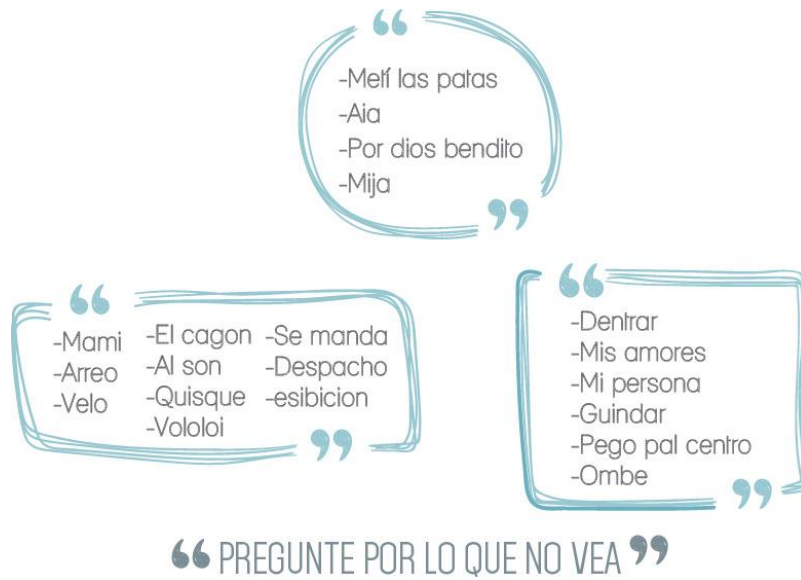 -Metí las patas
-Aia
-Por dios bendito
-Mija
-Mami
-Arreo
-Velo
-El cagon
-Al son
-Quisque
-Vololoi
-Se manda
-Despacho
-esibicion
-Dentrar
-Mis amores
-Mi persona
-Guindar
-Pego pal centro
-Ombe
“ PREGUNTE POR LO QUE NO VEA ”